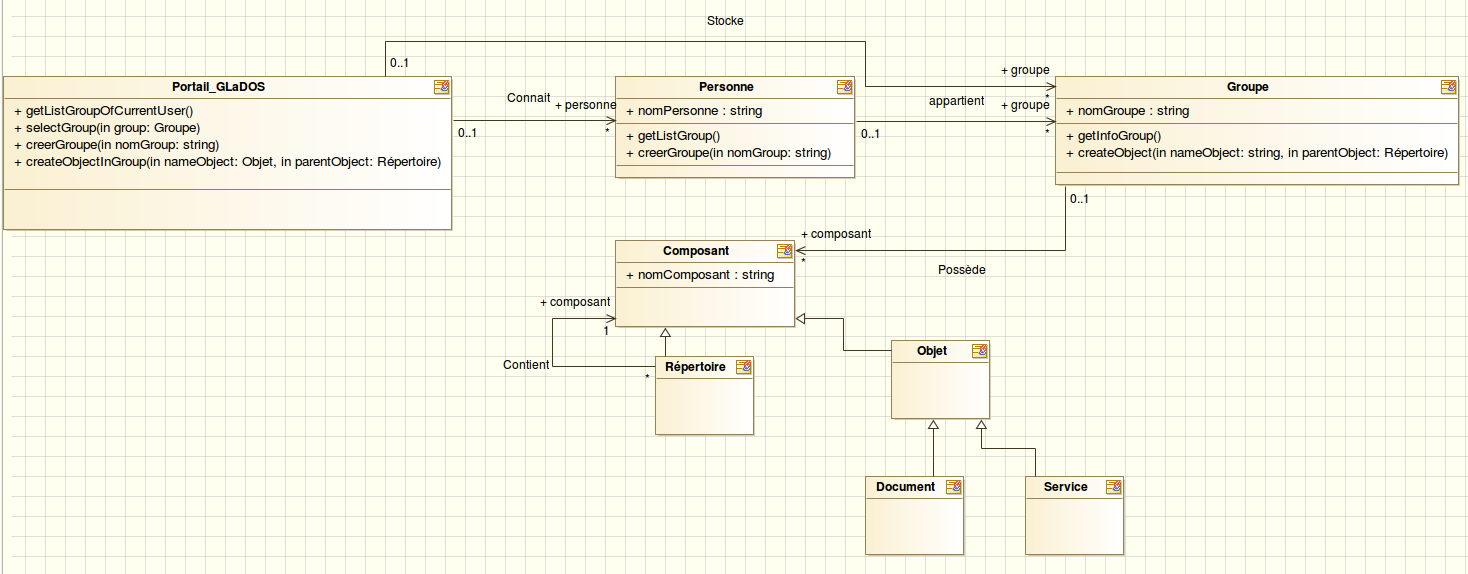 Stocke
0..1
+ groupe
*
Portail_GLaDOS
+ getListGroupOfCurrentUser()
+ selectGroup(in group: Groupe)
+ creerGroupe(in nomGroup: string)
+ createObjectInGroup(in nameObject: Objet, in parentObject: Répertoire)
Connait
+ personne
0..1
*
Personne
+ nomPersonne : string
+ getListGroup()
+ creerGroupe(in nomGroup: string)
appartient
+ groupe
0..1
*
Groupe
+ nomGroupe : string
+ getInfoGroup()
+ createObject(in nameObject: string, in parentObject: Répertoire)
0..1
+ composant
*
Possède
Composant
+ nomComposant : string
+ composant
1
Contient
*
Répertoire
Objet
Document
Service